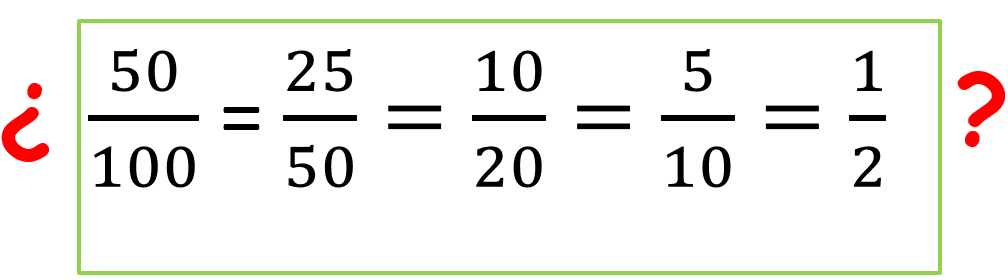 ¿ 50/100 = 25/50 = 10/20 = 5/10 = 1/2 ?